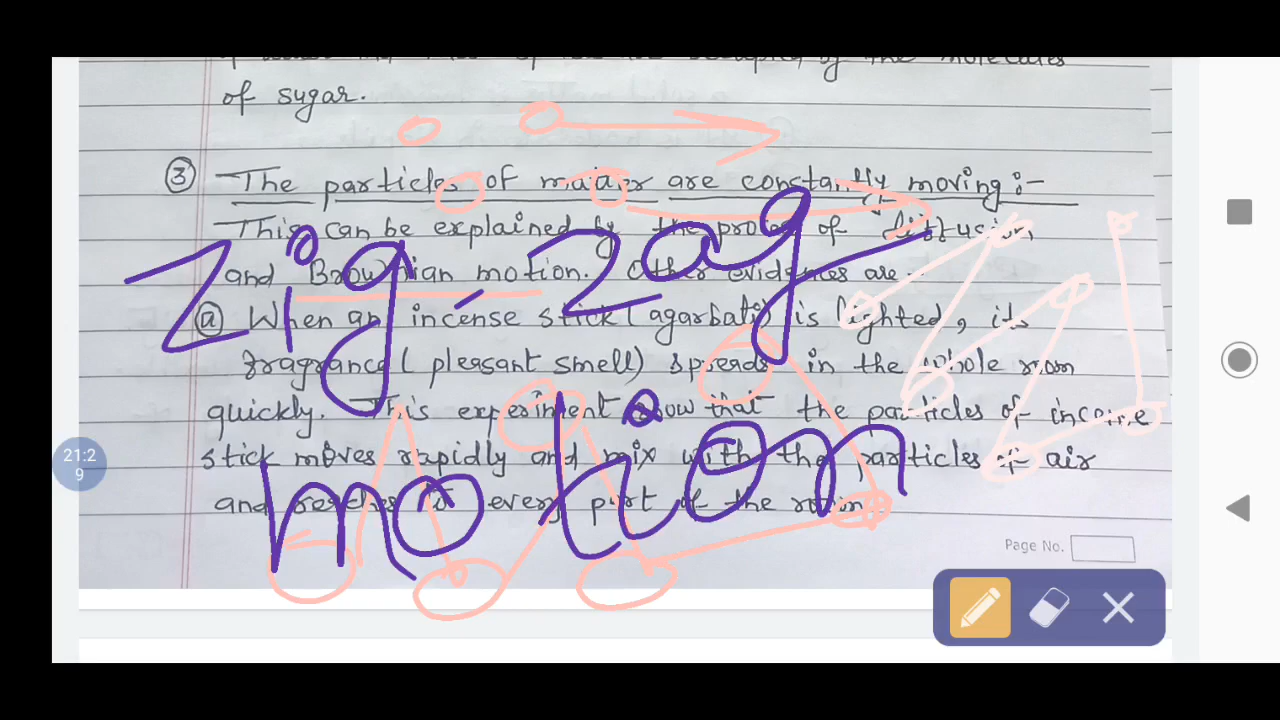 of sugar.
③ The particles of matter are constantly moving :-
This can be explained by the process of diffusion,
and Brownian motion. Other evidences are -
Zig-Zag
ⓐ When an incense stick (agarbati) is lighted, its
fragrance (pleasant smell) spreads in the whole room
quickly. This experiment show that the particles of incense
stick moves rapidly and mix with the particles of air
and reaches to every part of the room
motion
Page No.
21:2
9